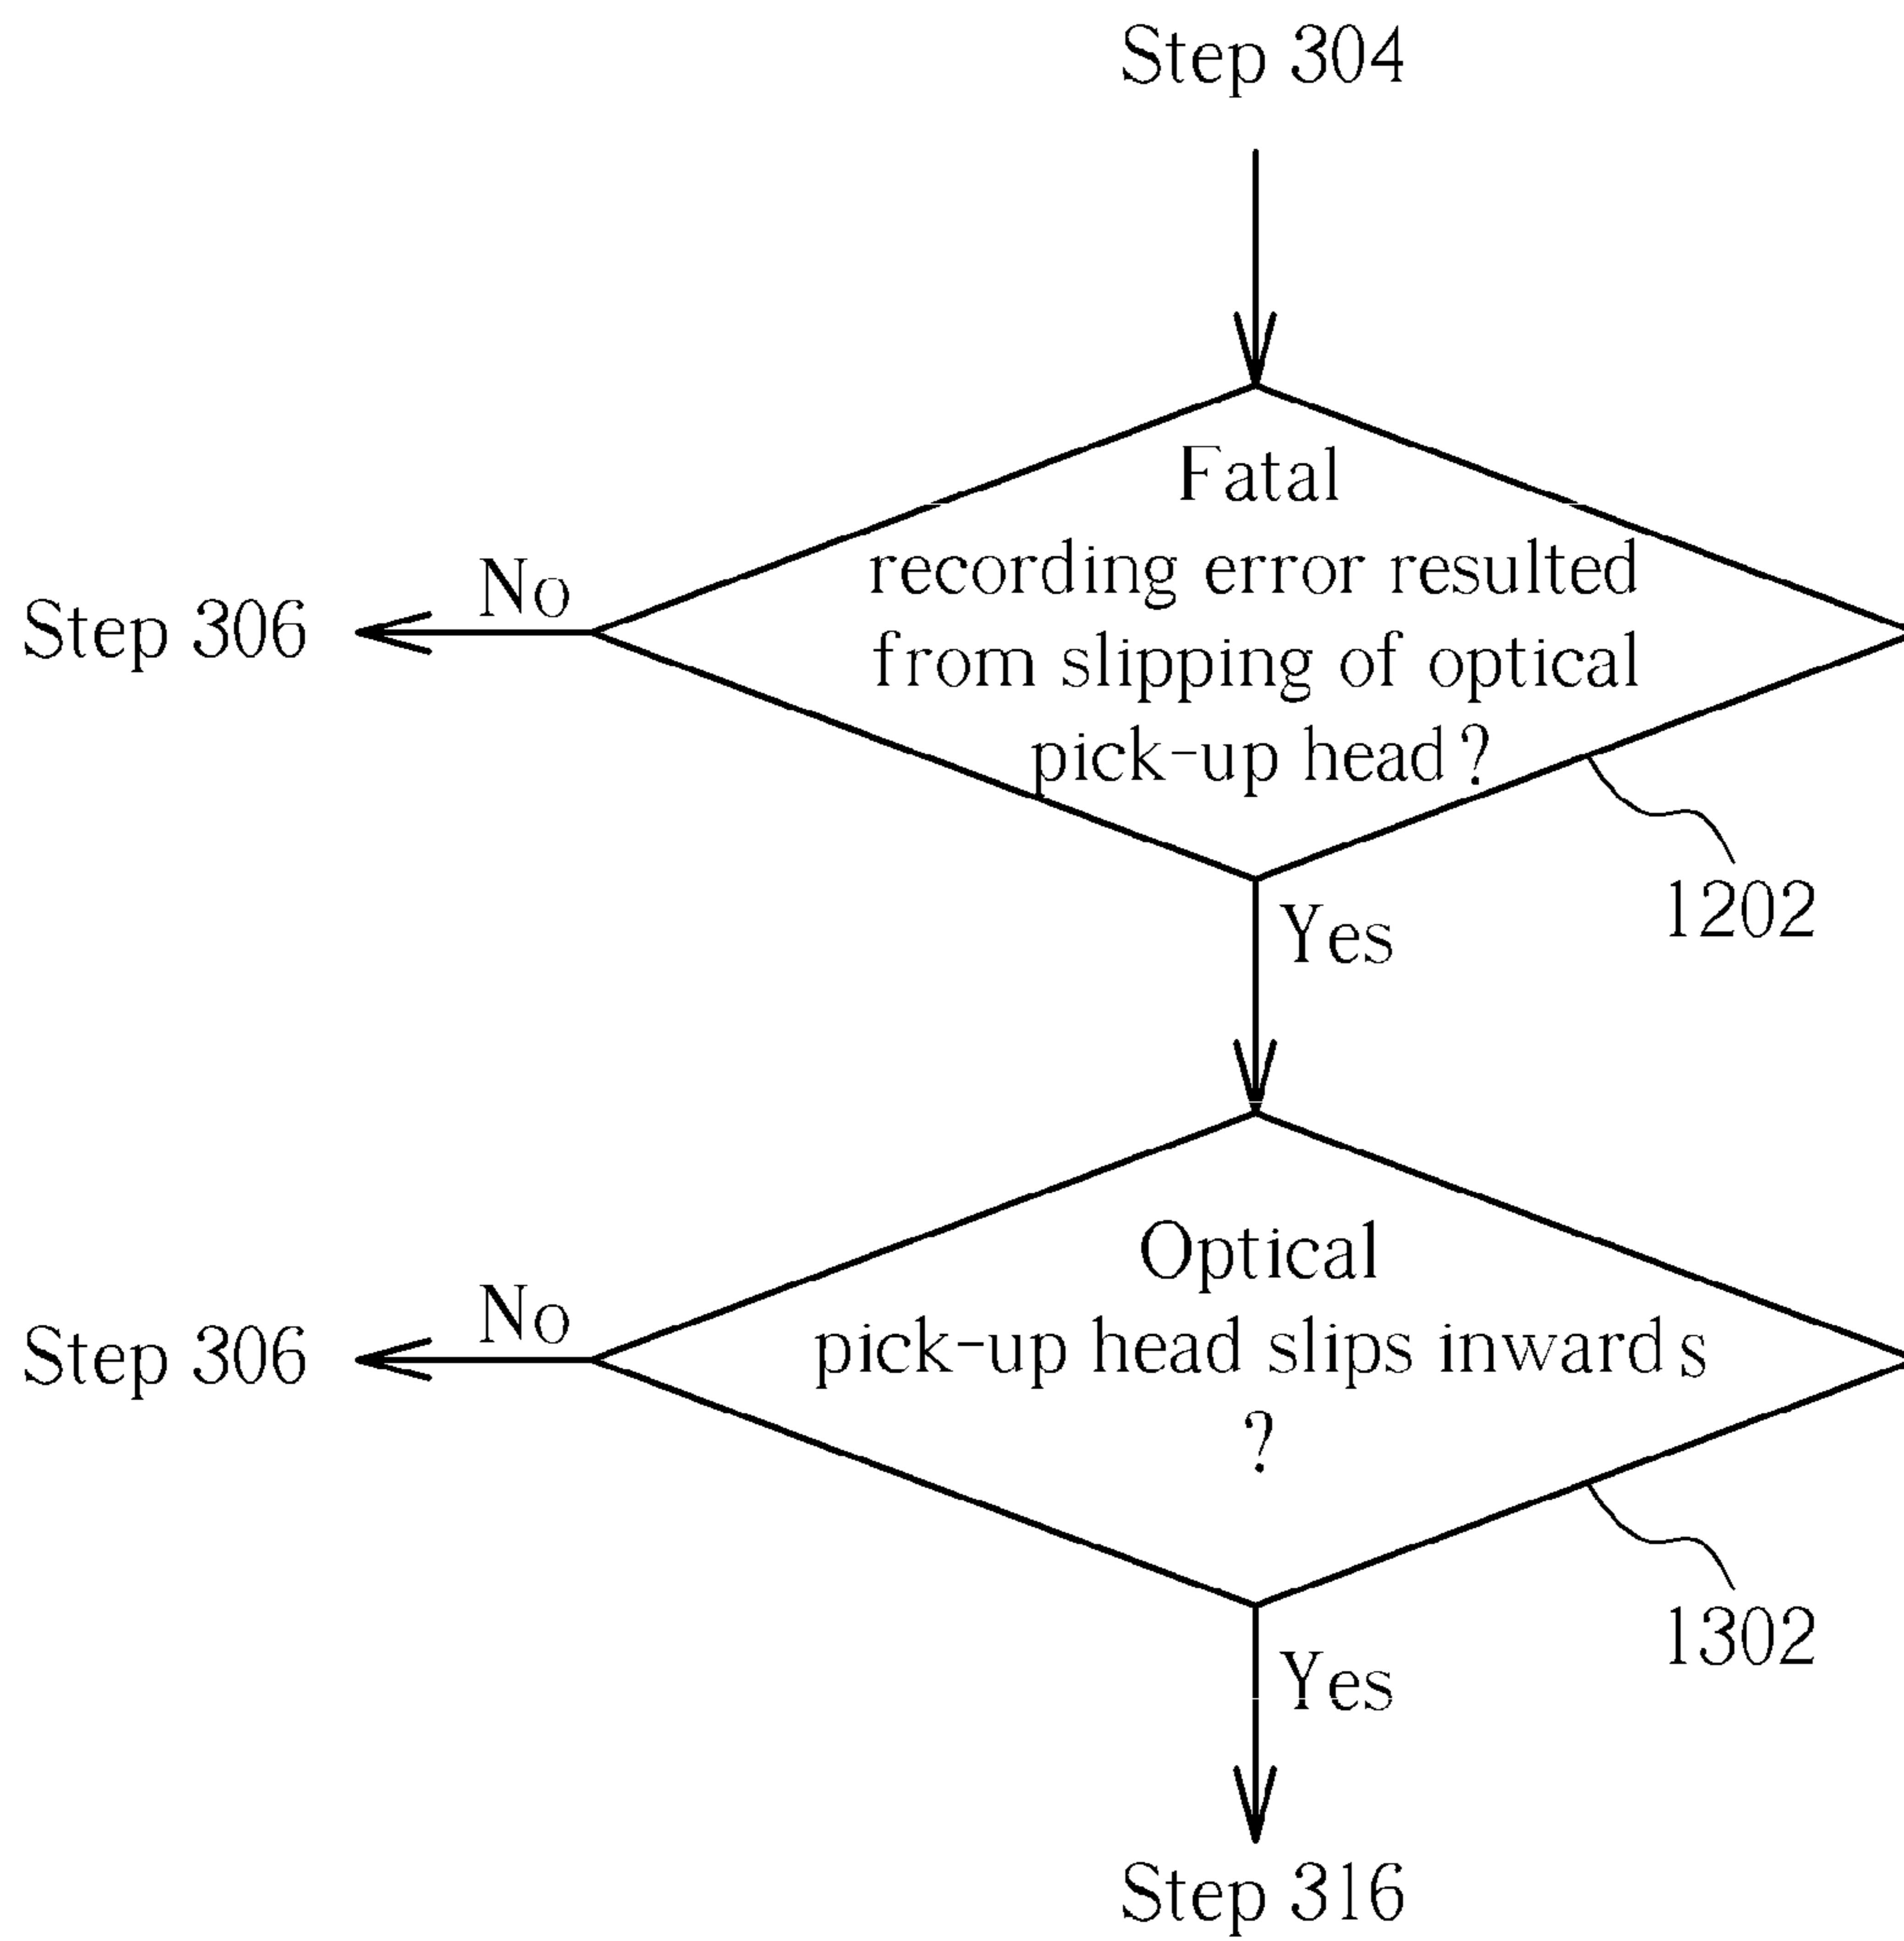 Step 304
Fatal
recording error resulted
from slipping of optical
pick-up head?
No
Step 306
1202
Yes
Optical
pick-up head slips inwards
?
No
Step 306
1302
Yes
Step 316